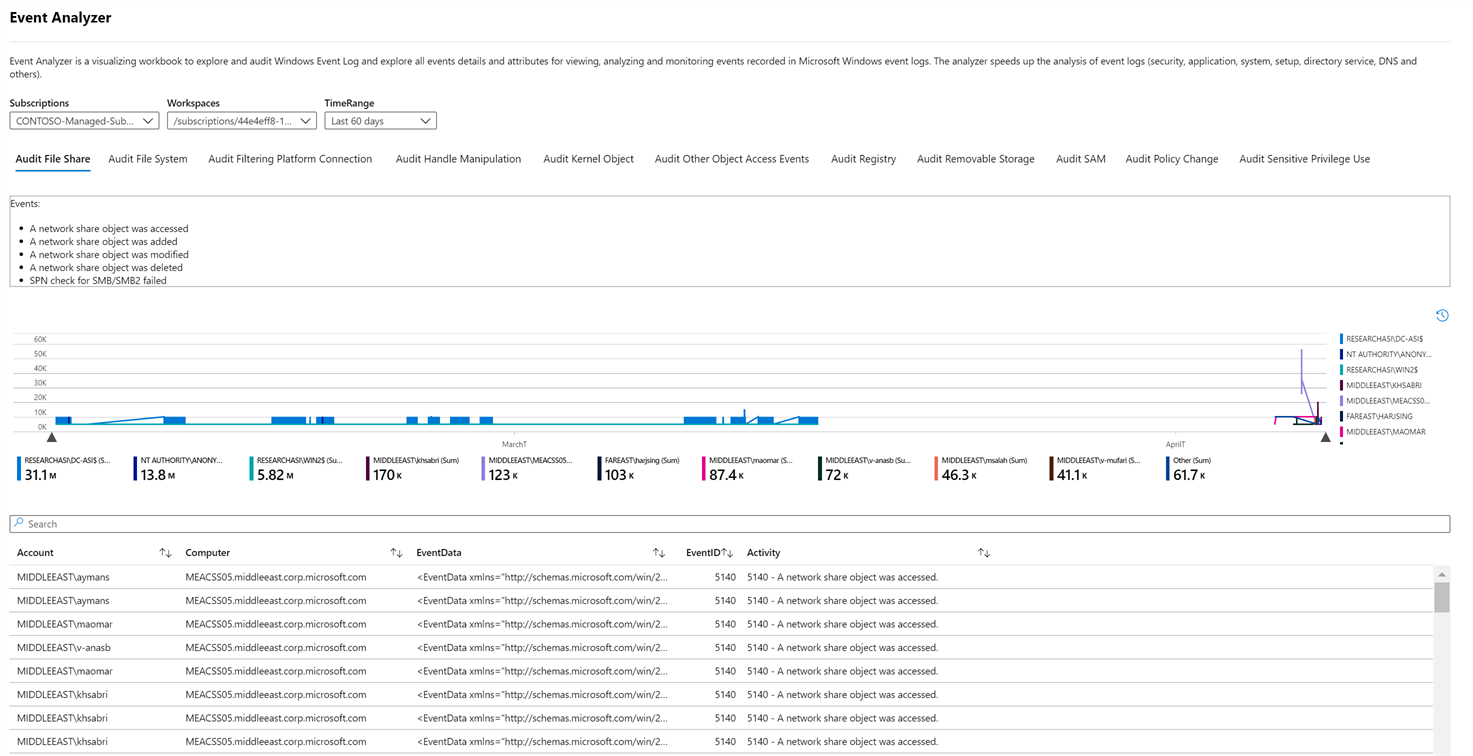 Event Analyzer
Event Analyzer is a visualizing workbook to explore and audit Windows Event Log and explore all events details and attributes for viewing, analyzing and monitoring events recorded in Microsoft Windows event logs. The analyzer speeds up the analysis of event logs (security, application, system, setup, directory service, DNS and
others).
Subscriptions Workspaces TimeRange
CONTOSO-Managed-Sub... /subscriptions/44e4eff8-1... Last 60 days
Audit File Share Audit File System Audit Filtering Platform Connection Audit Handle Manipulation Audit Kernel Object Audit Other Object Access Events Audit Registry Audit Removable Storage Audit SAM Audit Policy Change Audit Sensitive Privilege Use
Events:
• A network share object was accessed
• A network share object was added
• A network share object was modified
• A network share object was deleted
• SPN check for SMB/SMB2 failed
60K
50K
40K
30K
20K
10K
0K
MarchT AprilT
RESEARCHASI\DC-ASI$
NT AUTHORITY\ANONY...
RESEARCHASI\WIN2$
MIDDLEEAST\KHSABRI
MIDDLEEAST\MEACSS0...
FAREAST\HARJSING
MIDDLEEAST\MAOMAR
RESEARCHASI\DC-ASI$ (S... NT AUTHORITY\ANONY... RESEARCHASI\WIN2$ (Su... MIDDLEEAST\khsabri (Sum) MIDDLEEAST\MEACSS05... FAREAST\harjsing (Sum) MIDDLEEAST\maomar (S... MIDDLEEAST\v-anasb (Su... MIDDLEEAST\msalah (Sum) MIDDLEEAST\v-mufari (S... Other (Sum)
31.1 M 13.8 M 5.82 M 170 K 123 K 103 K 87.4 K 72 K 46.3 K 41.1 K 61.7 K
Search
Account Computer EventData EventID Activity
MIDDLEEAST\aymans MEACSS05.middleeast.corp.microsoft.com <EventData xmlns="http://schemas.microsoft.com/win/2... 5140 5140 - A network share object was accessed.
MIDDLEEAST\aymans MEACSS05.middleeast.corp.microsoft.com <EventData xmlns="http://schemas.microsoft.com/win/2... 5140 5140 - A network share object was accessed.
MIDDLEEAST\maomar MEACSS05.middleeast.corp.microsoft.com <EventData xmlns="http://schemas.microsoft.com/win/2... 5140 5140 - A network share object was accessed.
MIDDLEEAST\v-anasb MEACSS05.middleeast.corp.microsoft.com <EventData xmlns="http://schemas.microsoft.com/win/2... 5140 5140 - A network share object was accessed.
MIDDLEEAST\maomar MEACSS05.middleeast.corp.microsoft.com <EventData xmlns="http://schemas.microsoft.com/win/2... 5140 5140 - A network share object was accessed.
MIDDLEEAST\khsabri MEACSS05.middleeast.corp.microsoft.com <EventData xmlns="http://schemas.microsoft.com/win/2... 5140 5140 - A network share object was accessed.
MIDDLEEAST\khsabri MEACSS05.middleeast.corp.microsoft.com <EventData xmlns="http://schemas.microsoft.com/win/2... 5140 5140 - A network share object was accessed.
MIDDLEEAST\khsabri MEACSS05.middleeast.corp.microsoft.com <EventData xmlns="http://schemas.microsoft.com/win/2... 5140 5140 - A network share object was accessed.